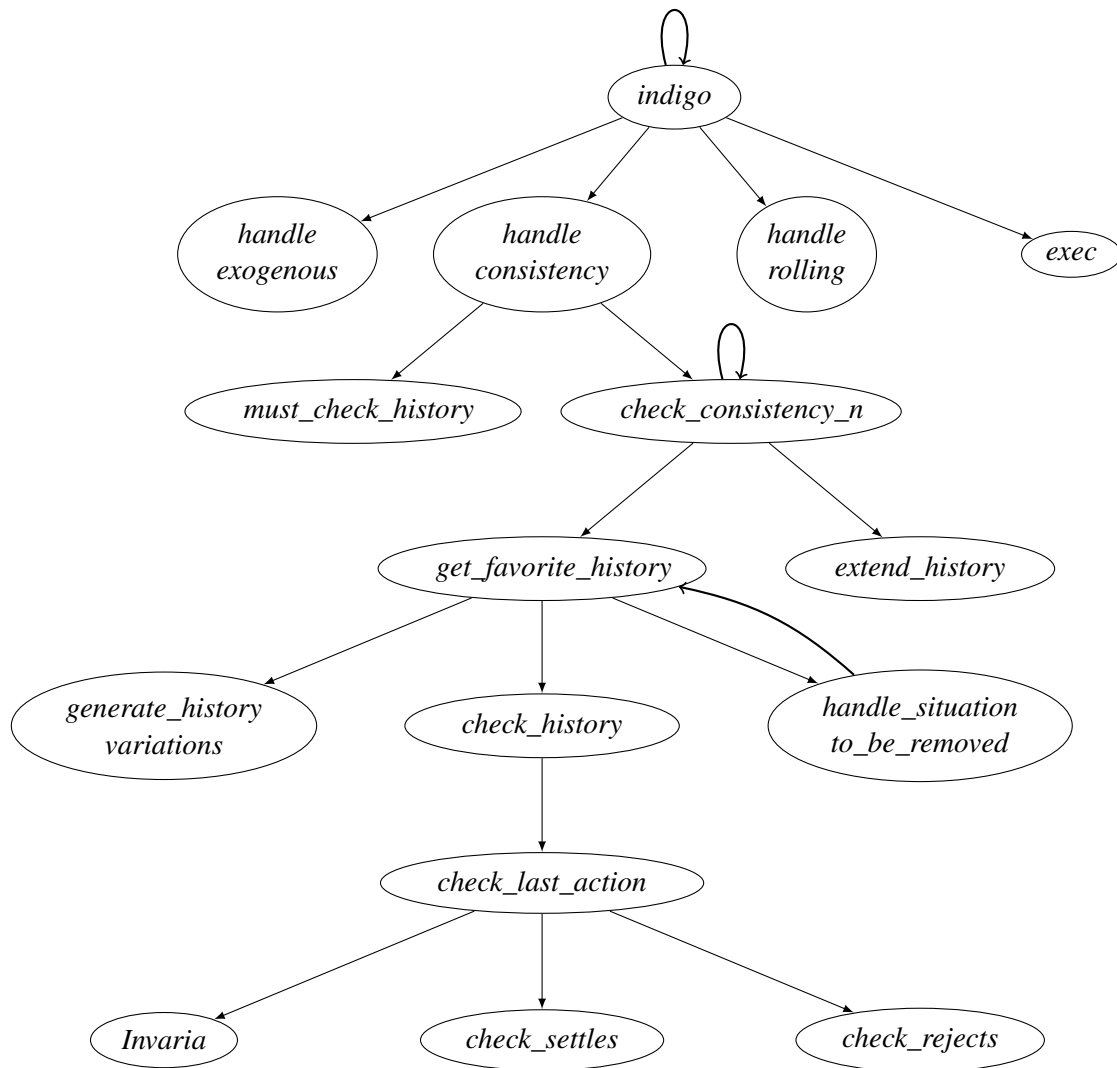 indigo
handle
exogenous
handle
consistency
handle
rolling
exec
must_check_history
check_consistency_n
get_favorite_history
extend_history
generate_history
variations
check_history
handle_situation
to_be_removed
check_last_action
Invaria
check_settles
check_rejects